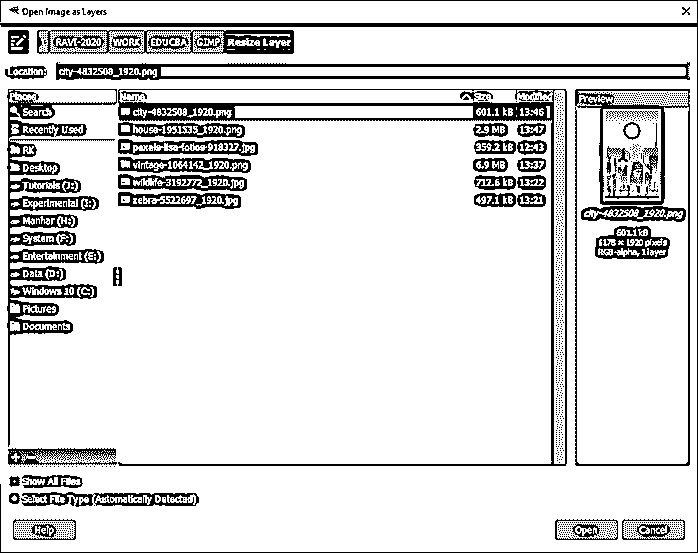 Open Image as Layers
RAVI-2020 WORK EDUCBA GIMP Resize Layer
Location: city-4832508_1920.png
Places Name Size Modified Preview
Search city-4832508_1920.png 601.1 kB 13:46
Recently Used house-1951535_1920.png 2.9 MB 13:47
RK pexels-lisa-fotios-918327.jpg 359.2 kB 12:43
Desktop vintage-1064142_1920.png 6.9 MB 13:37
Tutorials (J:) wildlife-3192772_1920.jpg 712.6 kB 13:22
Experimental (I:) zebra-5522697_1920.jpg 497.1 kB 13:21
Manhar (H:)
System (F:)
Entertainment (E:)
Data (D:)
Windows 10 (C:)
Pictures
Documents
city-4832508_1920.png
601.1 kB
1176 × 1920 pixels
RGB-alpha, 1 layer
Show All Files
Select File Type (Automatically Detected)
Help Open Cancel